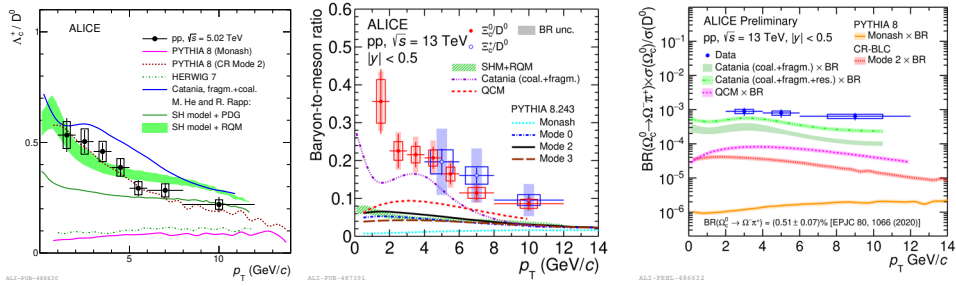 Λc⁺/ D⁰
ALICE
pp, √s = 5.02 TeV
PYTHIA 8 (Monash)
PYTHIA 8 (CR Mode 2)
HERWIG 7
Catania, fragm.+coal.
M. He and R. Rapp:
SH model + PDG
SH model + RQM
1
0.5
0
5
10
pT (GeV/c)
ALI-PUB-488630
Baryon-to-meson ratio
ALICE
pp, √s = 13 TeV
|y| < 0.5
Ξc⁰/D⁰
Ξc⁺/D⁰
BR unc.
SHM+RQM
Catania (coal.+fragm.)
QCM
PYTHIA 8.243
Monash
Mode 0
Mode 2
Mode 3
0.5
0.4
0.3
0.2
0.1
0
0 2 4 6 8 10 12 14
pT (GeV/c)
ALI-PUB-487391
BR(Ωc⁰→ Ω⁻π⁺)×σ(Ωc⁰)/σ(D⁰)
ALICE Preliminary
pp, √s = 13 TeV, |y| < 0.5
Data
Catania (coal.+fragm.) × BR
Catania (coal.+fragm.+res.) × BR
QCM × BR
PYTHIA 8
Monash × BR
CR-BLC
Mode 2 × BR
10⁻¹
10⁻²
10⁻³
10⁻⁴
10⁻⁵
10⁻⁶
BR(Ωc⁰ → Ω⁻π⁺) = (0.51± 0.07)% [EPJC 80, 1066 (2020)]
0 2 4 6 8 10 12 14
pT (GeV/c)
ALI-PREL-486632